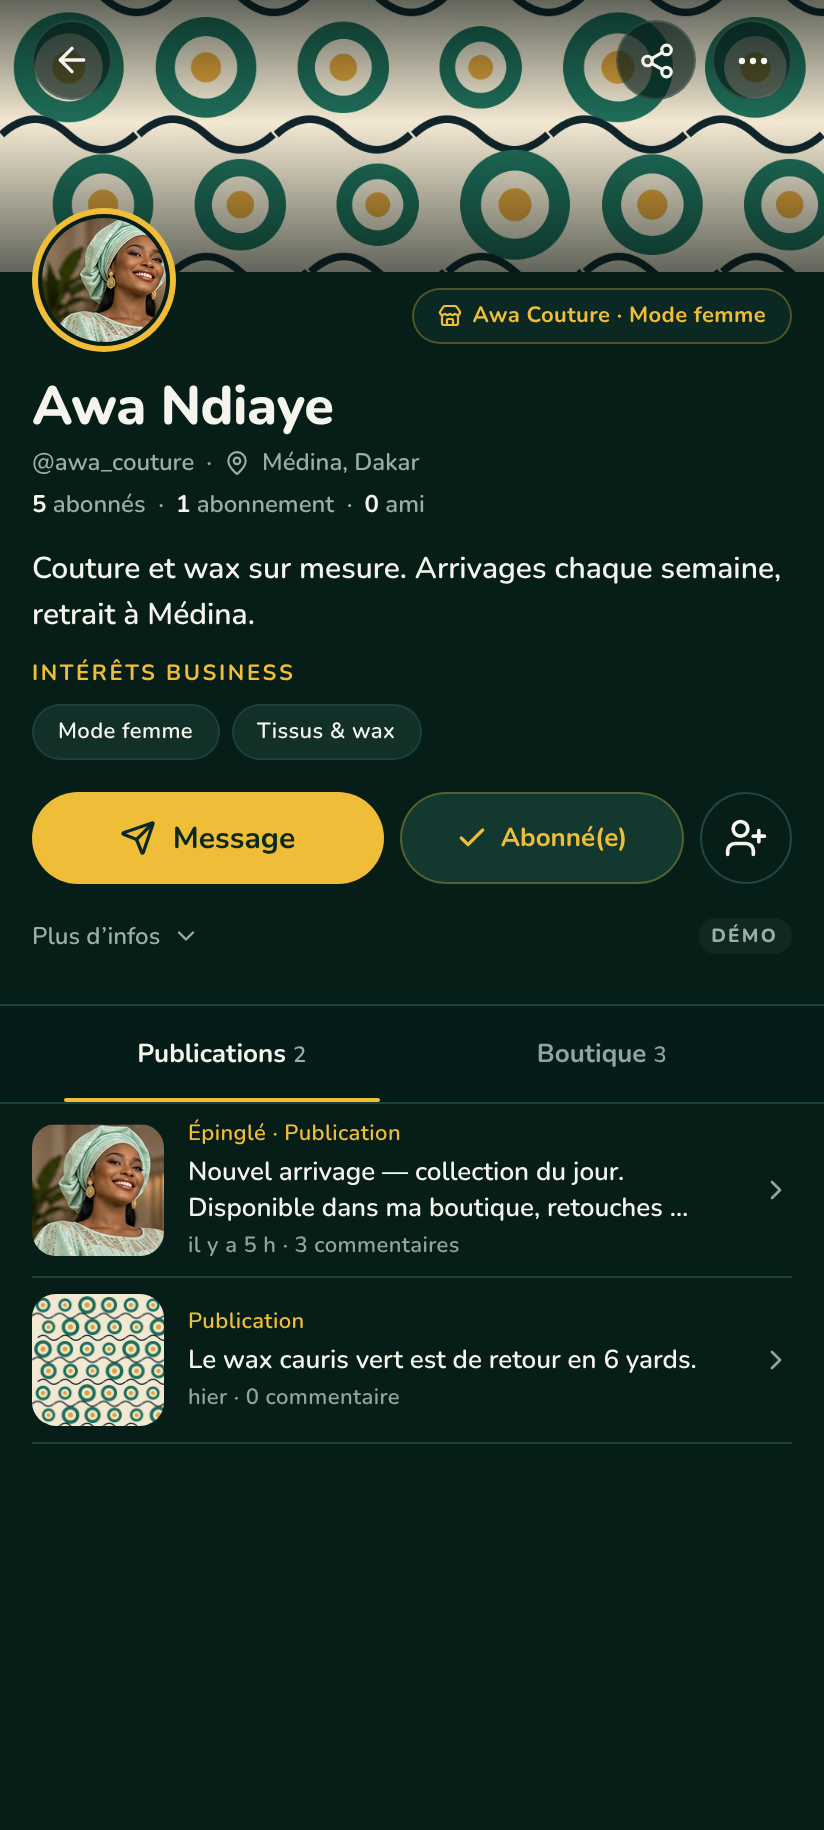 Awa Couture · Mode femme
Awa Ndiaye
@awa_couture · Médina, Dakar
5 abonnés · 1 abonnement · 0 ami
Couture et wax sur mesure. Arrivages chaque semaine,
retrait à Médina.
INTÉRÊTS BUSINESS
Mode femme
Tissus & wax
Message
Abonné(e)
Plus d’infos
DÉMO
Publications 2
Boutique 3
Épinglé · Publication
Nouvel arrivage — collection du jour.
Disponible dans ma boutique, retouches ...
il y a 5 h · 3 commentaires
Publication
Le wax cauris vert est de retour en 6 yards.
hier · 0 commentaire